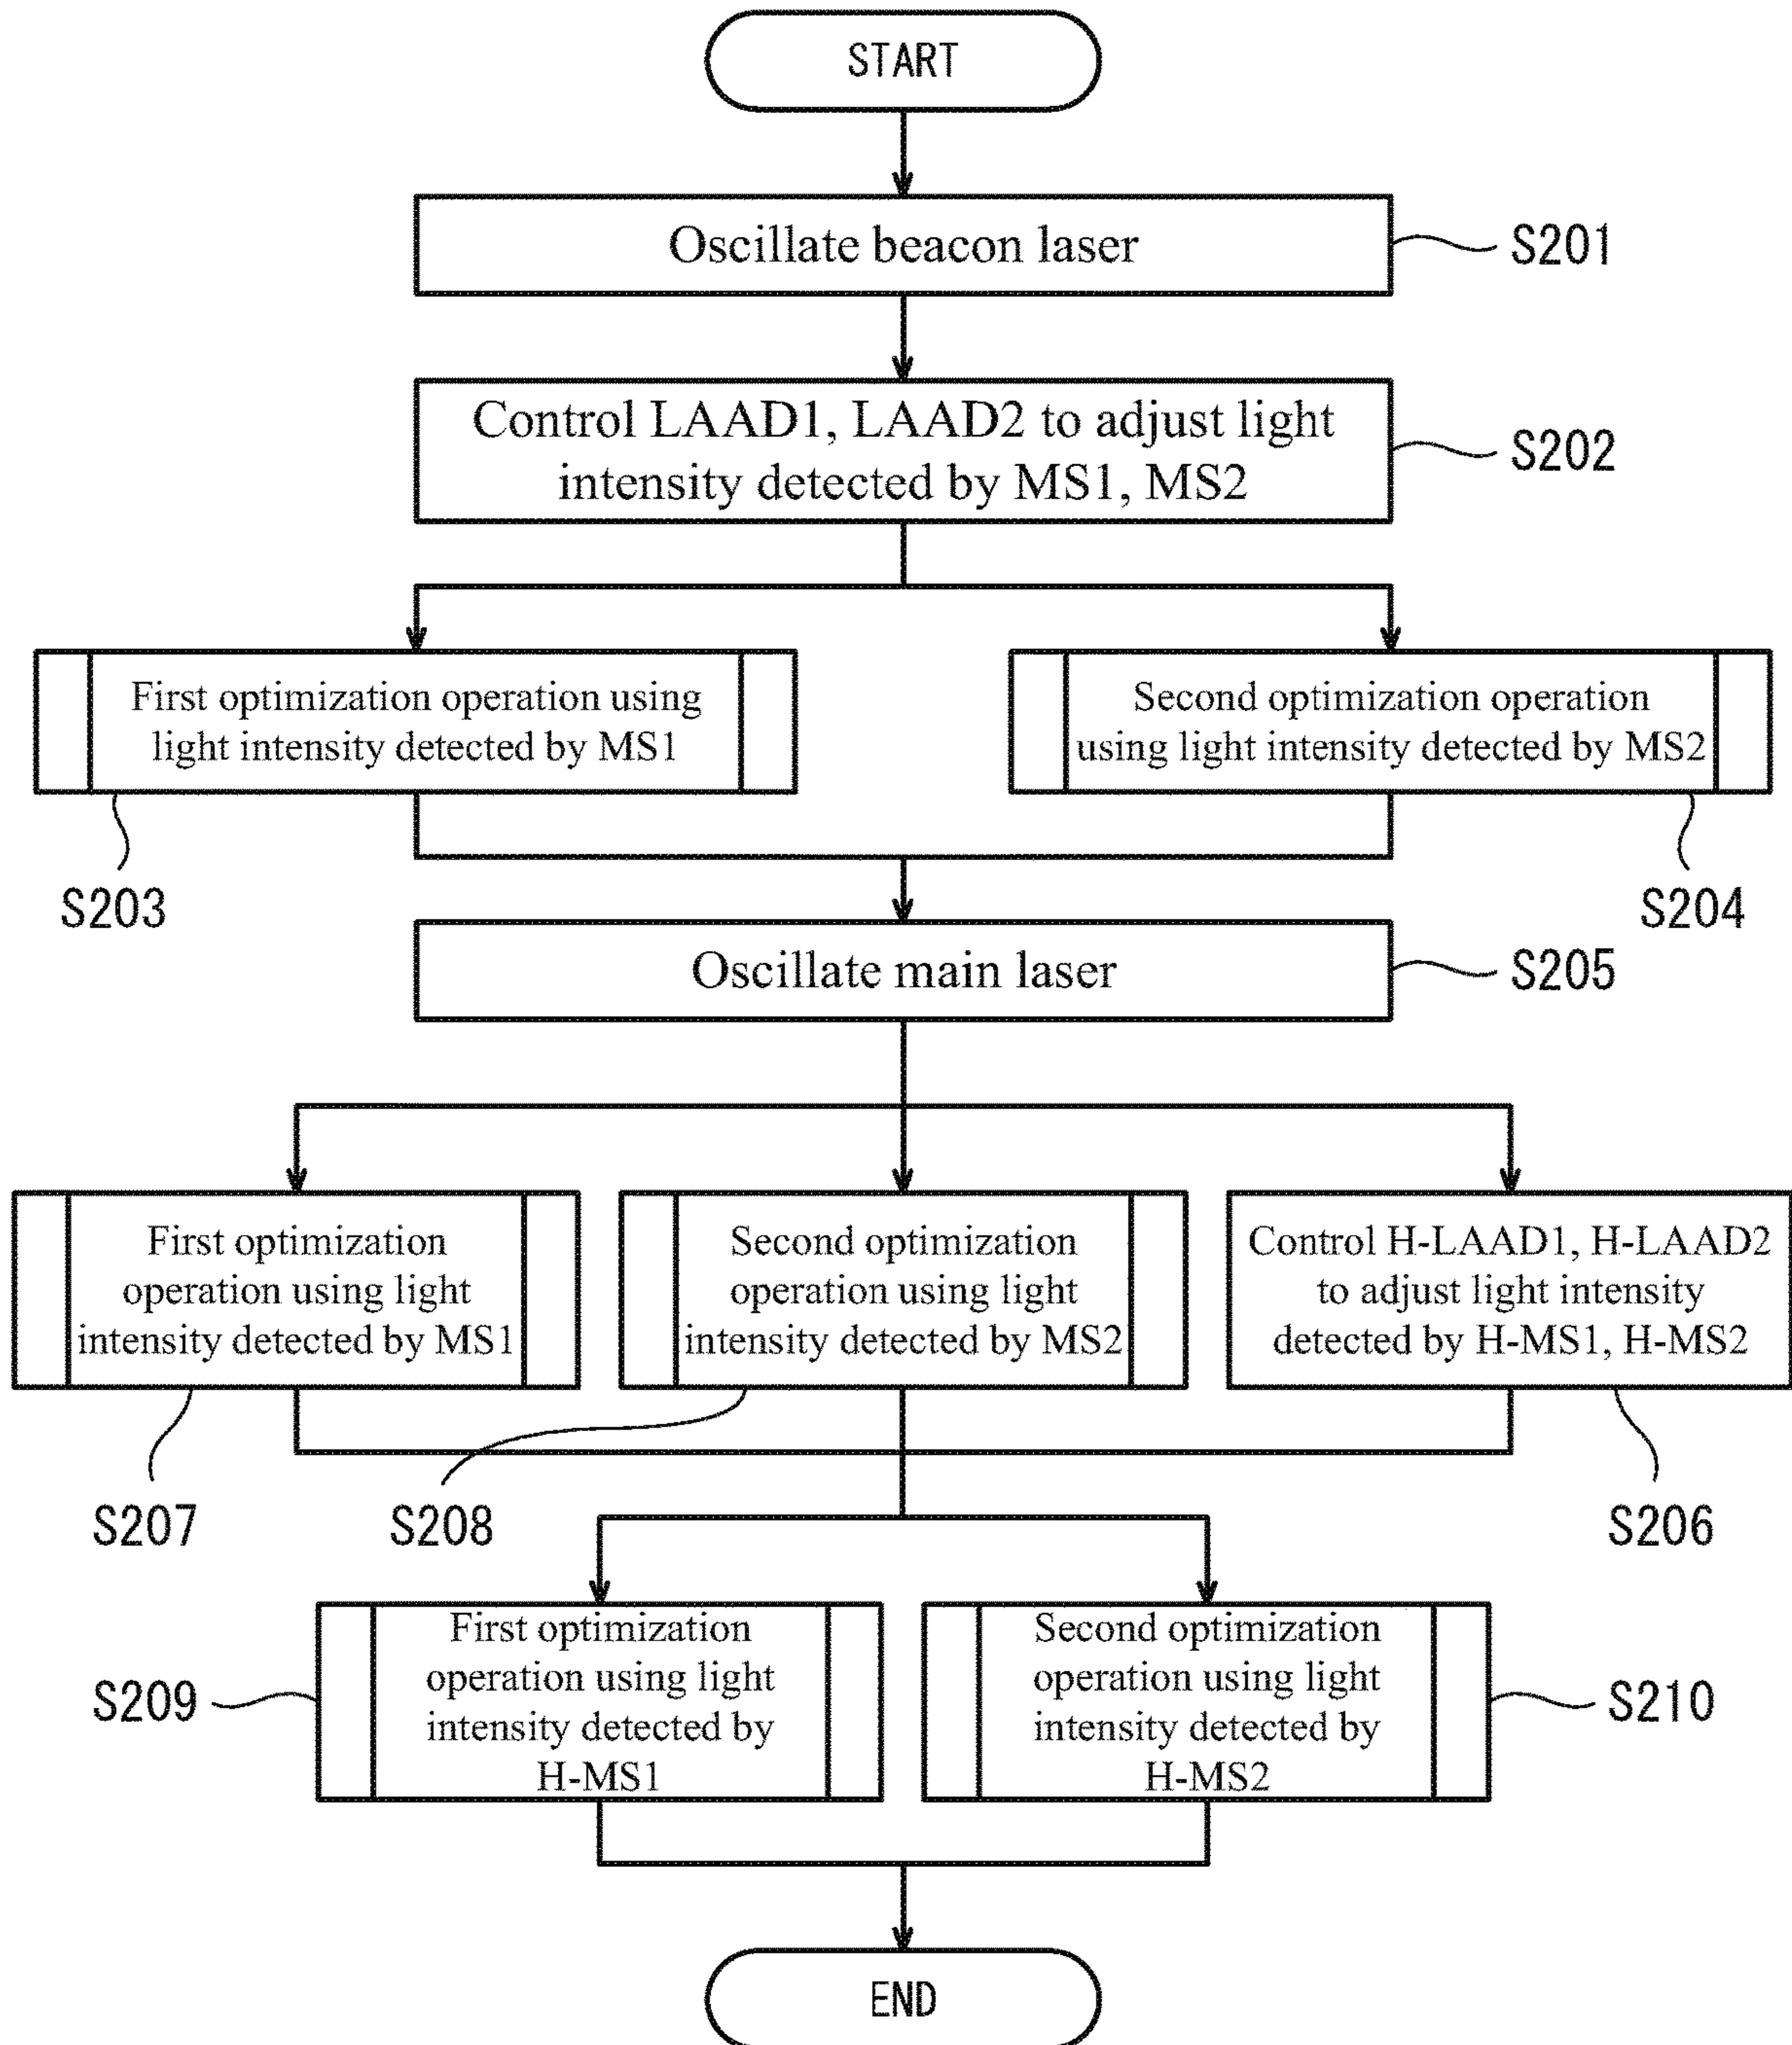 START
Oscillate beacon laser
S201
Control LAAD1, LAAD2 to adjust light
intensity detected by MS1, MS2
S202
First optimization operation using
light intensity detected by MS1
S203
Second optimization operation
using light intensity detected by MS2
S204
Oscillate main laser
S205
First optimization
operation using light
intensity detected by MS1
S207
Second optimization
operation using light
intensity detected by MS2
S208
Control H-LAAD1, H-LAAD2
to adjust light intensity
detected by H-MS1, H-MS2
S206
First optimization
operation using light
intensity detected by
H-MS1
S209
Second optimization
operation using light
intensity detected by
H-MS2
S210
END